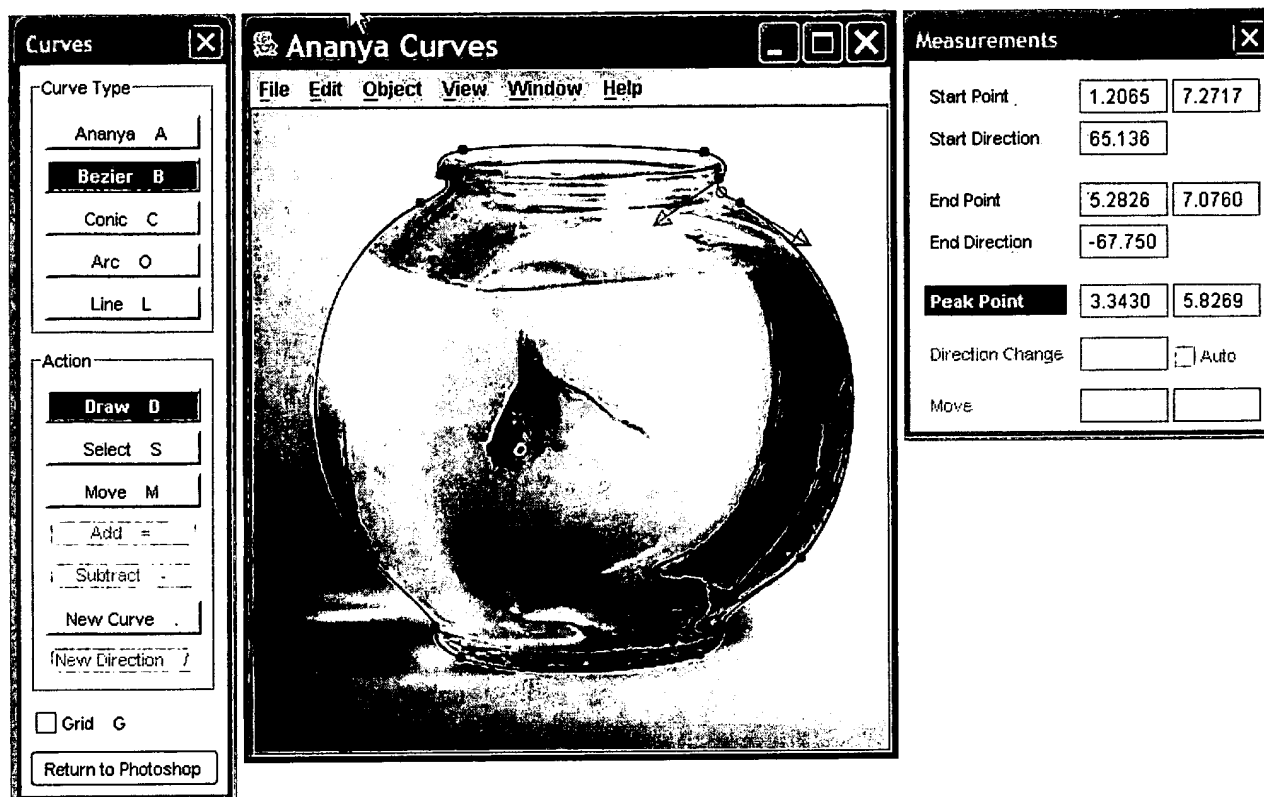 Curves
Curve Type
Ananya A
Bezier B
Conic C
Arc O
Line L
Action
Draw D
Select S
Move M
Add =
Subtract -
New Curve .
New Direction /
Grid G
Return to Photoshop
Ananya Curves
File Edit Object View Window Help
Measurements
Start Point 1.2065 7.2717
Start Direction 65.136
End Point 5.2826 7.0760
End Direction -67.750
Peak Point 3.3430 5.8269
Direction Change Auto
Move